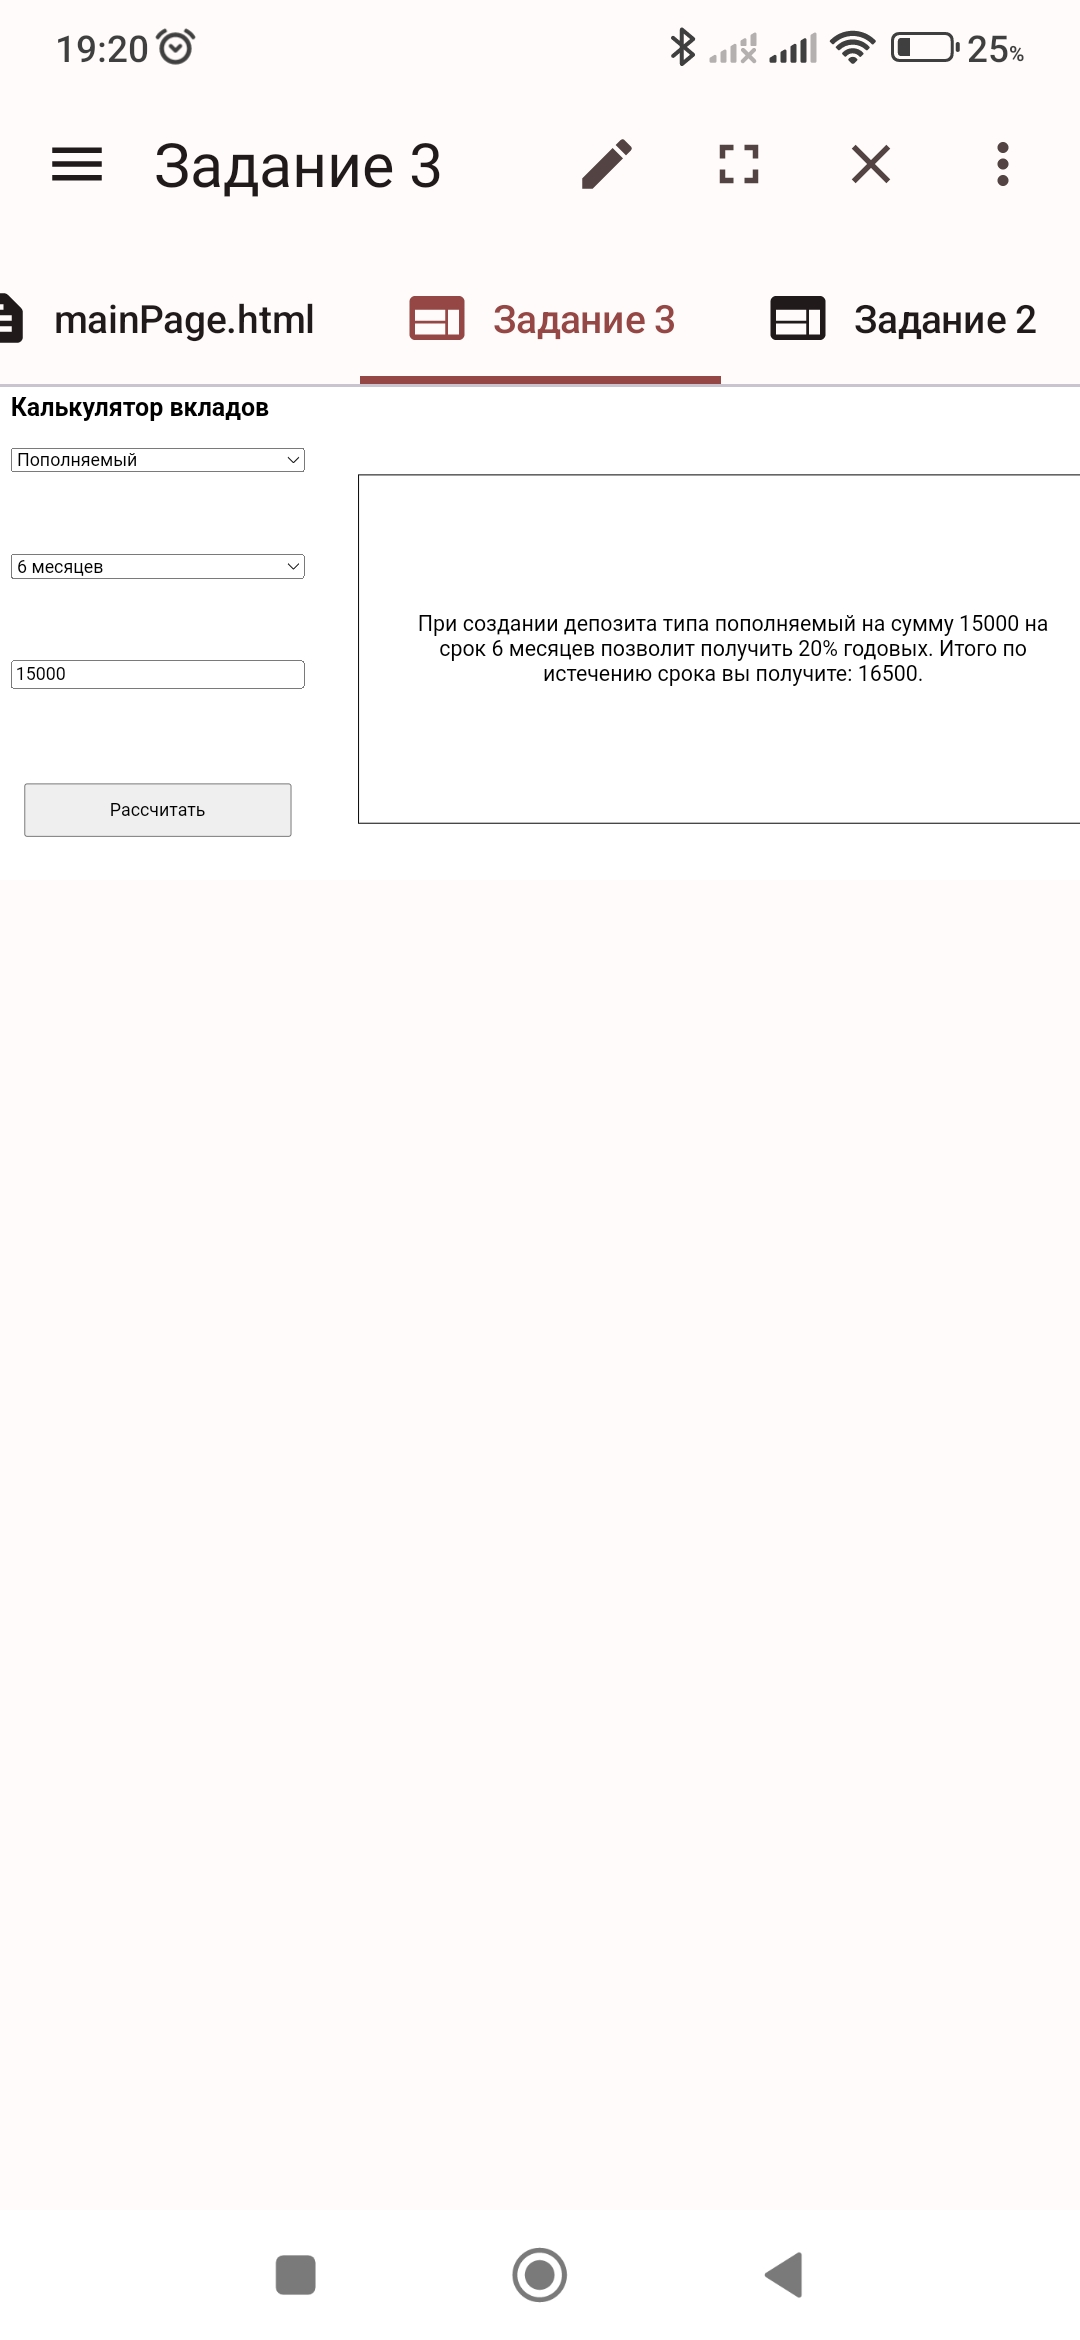 19:20
25%
Задание 3
mainPage.html
Задание 3
Задание 2
Калькулятор вкладов
Пополняемый
6 месяцев
15000
Рассчитать
При создании депозита типа пополняемый на сумму 15000 на
срок 6 месяцев позволит получить 20% годовых. Итого по
истечению срока вы получите: 16500.